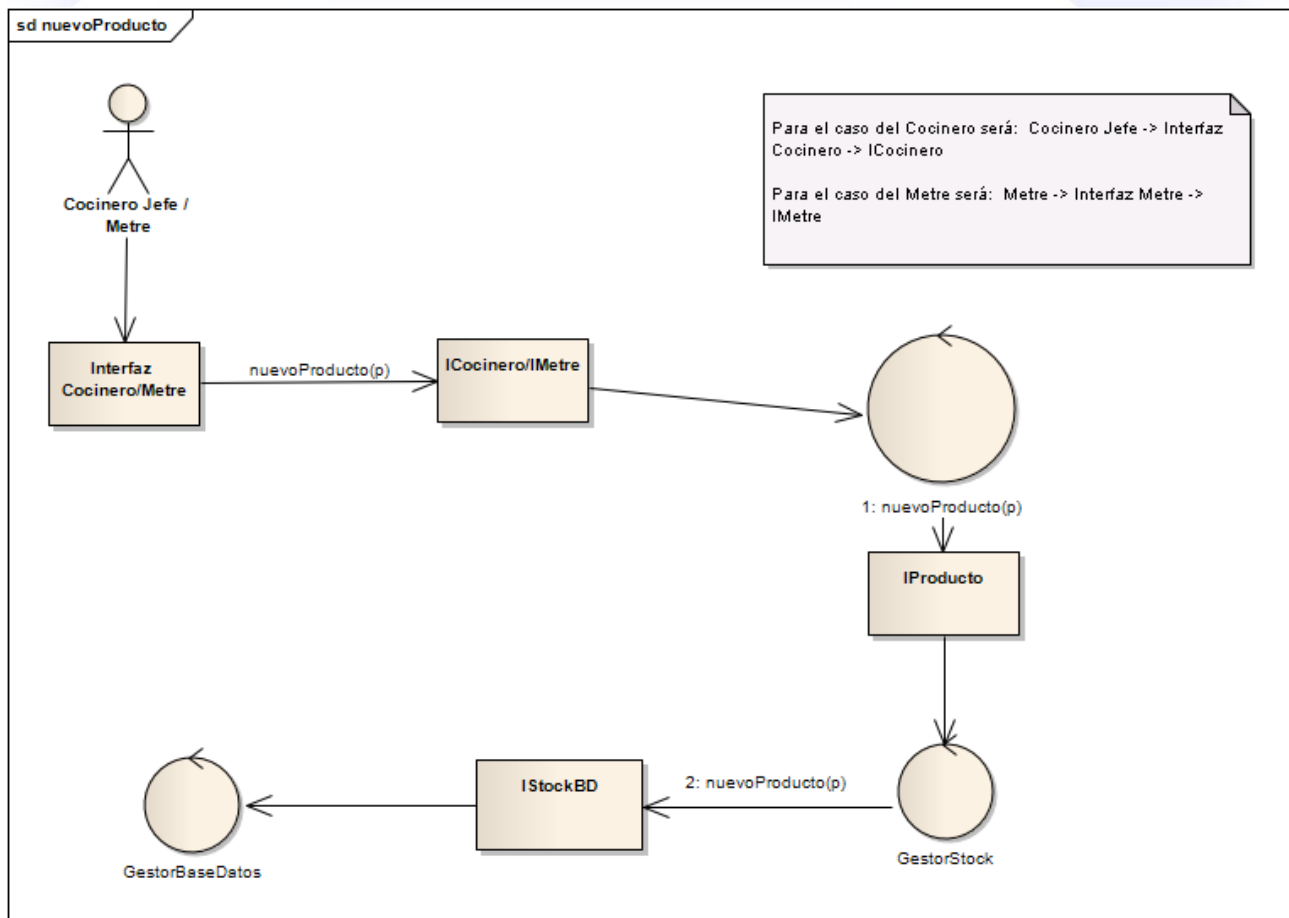 sd nuevoProducto
Para el caso del Cocinero será:  Cocinero Jefe -> Interfaz
Cocinero -> ICocinero
Para el caso del Metre será:  Metre -> Interfaz Metre ->
IMetre
Cocinero Jefe /
Metre
Interfaz
Cocinero/Metre
nuevoProducto(p)
ICocinero/IMetre
1: nuevoProducto(p)
IProducto
GestorStock
2: nuevoProducto(p)
IStockBD
GestorBaseDatos